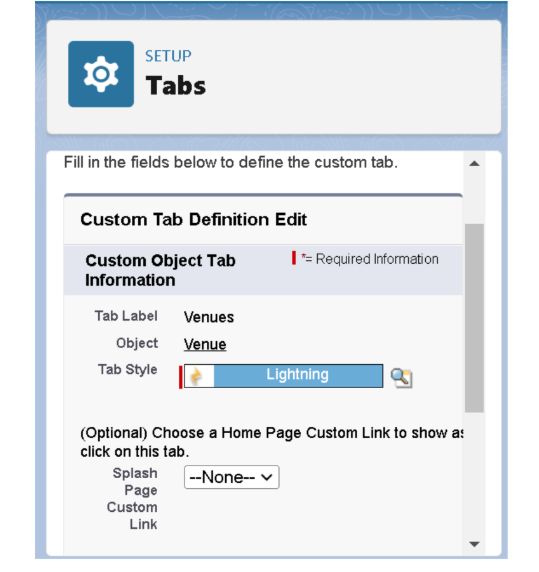 SETUP
Tabs
Fill in the fields below to define the custom tab.
Custom Tab Definition Edit
Custom Object Tab Information
*= Required Information
Tab Label Venues
Object Venue
Tab Style Lightning
(Optional) Choose a Home Page Custom Link to show as
click on this tab.
Splash Page Custom Link --None--